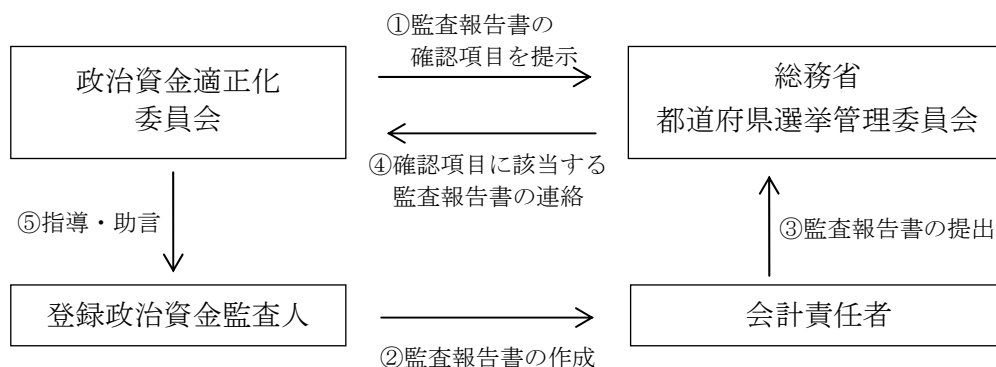 ①監査報告書の
確認項目を提示
政治資金適正化
委員会
総務省
都道府県選挙管理委員会
④確認項目に該当する
監査報告書の連絡
⑤指導・助言
③監査報告書の提出
登録政治資金監査人
会計責任者
②監査報告書の作成